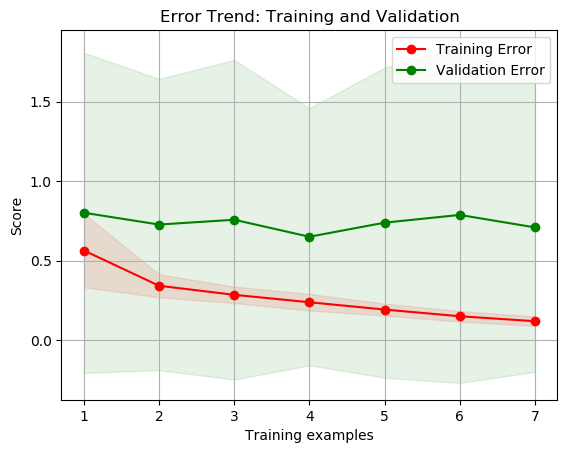 Error Trend: Training and Validation
Training Error
Validation Error
Score
1.5
1.0
0.5
0.0
1 2 3 4 5 6 7
Training examples